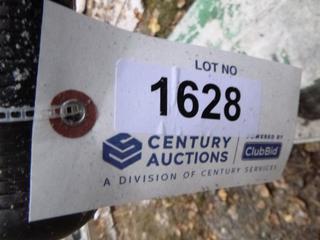 LOT NO
1628
CENTURY
AUCTIONS
POWERED BY
ClubBid
A DIVISION OF CENTURY SERVICES